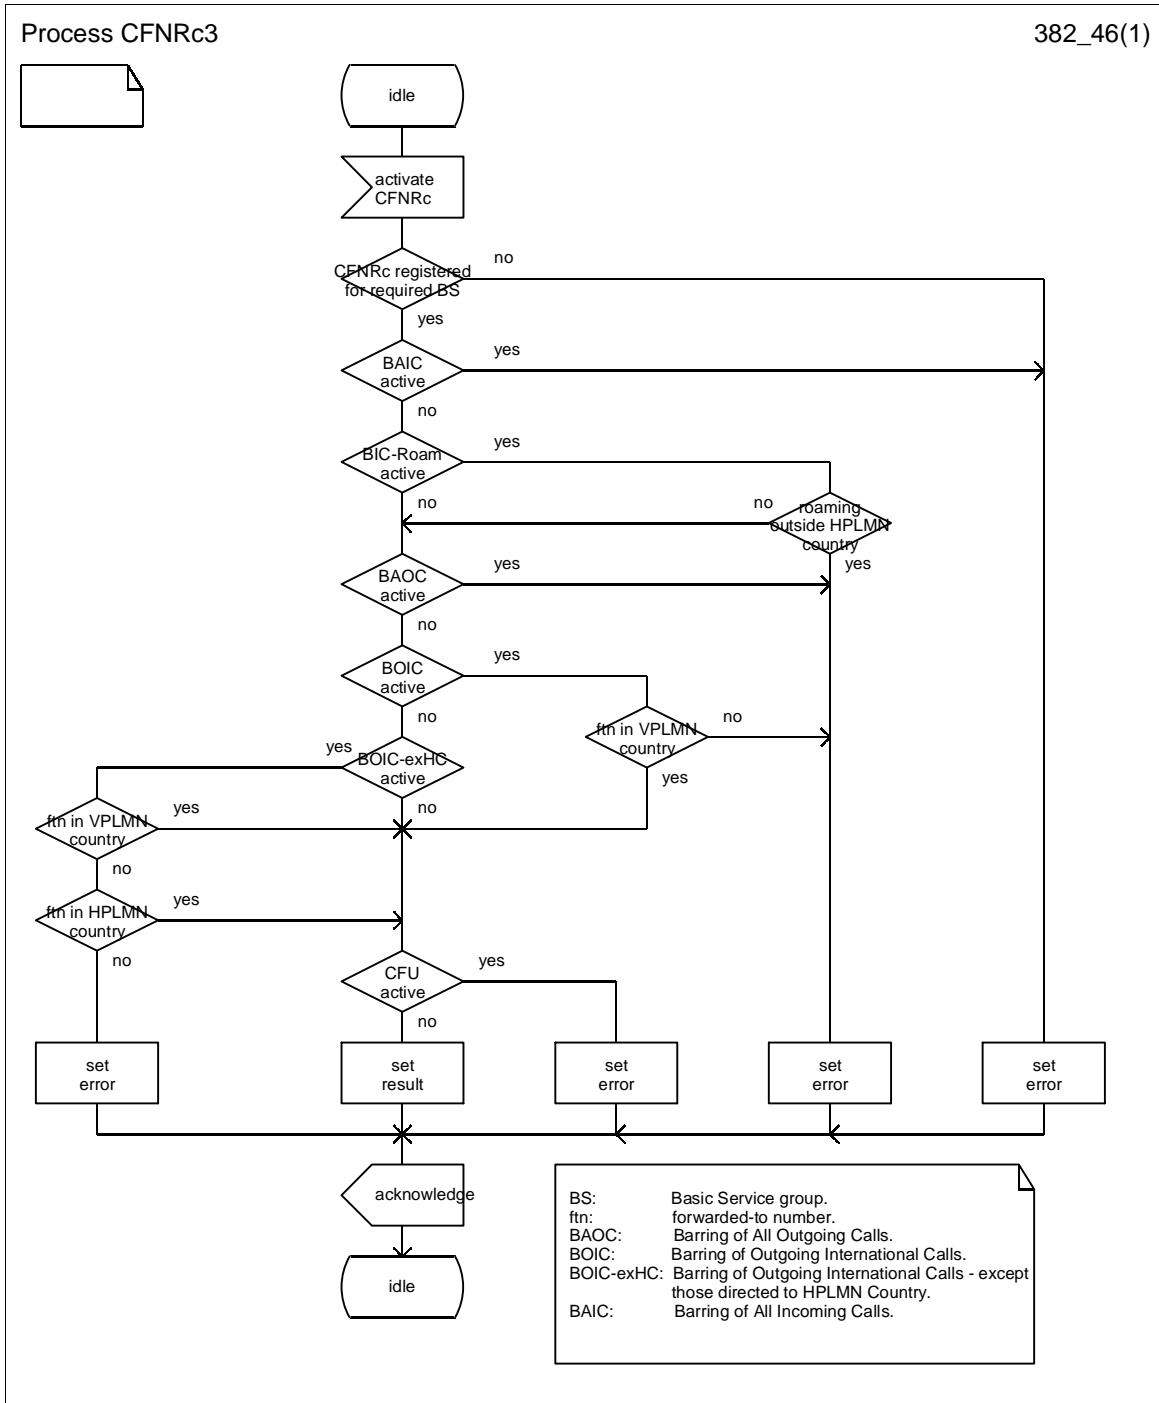 Process CFNRc3
382_46(1)
idle
activate
CFNRc
CFNRc registered
for required BS
no
yes
BAIC
active
yes
no
BIC-Roam
active
yes
no
no
roaming
outside HPLMN
country
yes
BAOC
active
yes
no
BOIC
active
yes
no
ftn in VPLMN
country
no
yes
yes
BOIC-exHC
active
no
ftn in VPLMN
country
yes
no
ftn in HPLMN
country
yes
no
CFU
active
yes
no
set
error
set
result
set
error
set
error
set
error
acknowledge
idle
BS: Basic Service group.
ftn: forwarded-to number.
BAOC: Barring of All Outgoing Calls.
BOIC: Barring of Outgoing International Calls.
BOIC-exHC: Barring of Outgoing International Calls - except
those directed to HPLMN Country.
BAIC: Barring of All Incoming Calls.